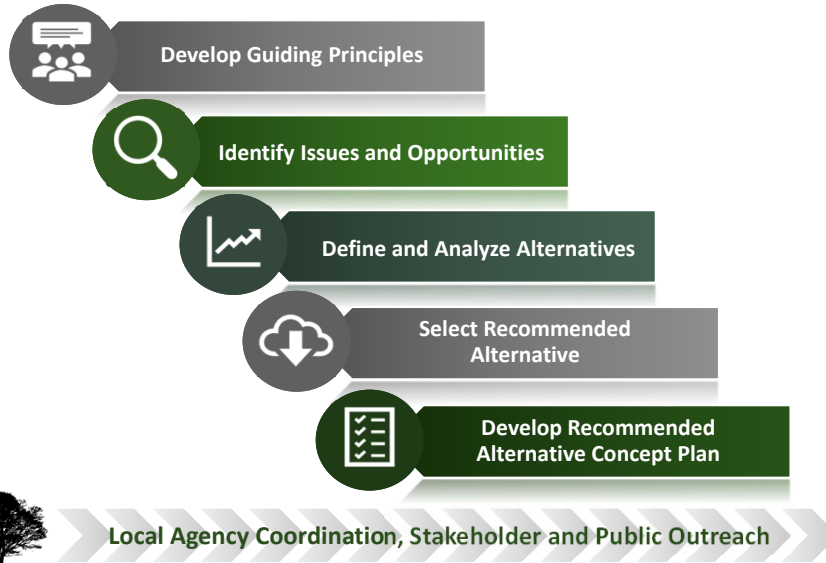 Develop Guiding Principles
Identify Issues and Opportunities
Define and Analyze Alternatives
Select Recommended
Alternative
Develop Recommended
Alternative Concept Plan
Local Agency Coordination, Stakeholder and Public Outreach